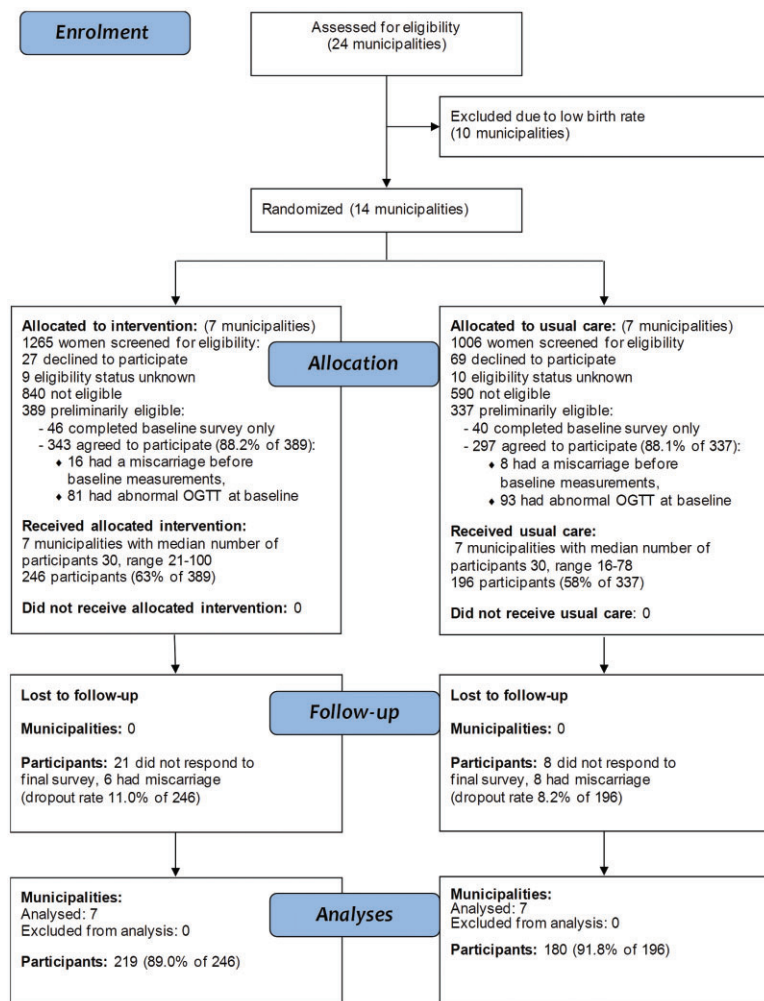 Enrolment
Assessed for eligibility
(24 municipalities)
Excluded due to low birth rate
(10 municipalities)
Randomized (14 municipalities)
Allocated to intervention: (7 municipalities)
1265 women screened for eligibility:
27 declined to participate
9 eligibility status unknown
840 not eligible
389 preliminarily eligible:
- 46 completed baseline survey only
- 343 agreed to participate (88.2% of 389):
♦ 16 had a miscarriage before
baseline measurements,
♦ 81 had abnormal OGTT at baseline
Received allocated intervention:
7 municipalities with median number of
participants 30, range 21-100
246 participants (63% of 389)
Did not receive allocated intervention: 0
Allocation
Allocated to usual care: (7 municipalities)
1006 women screened for eligibility
69 declined to participate
10 eligibility status unknown
590 not eligible
337 preliminarily eligible:
- 40 completed baseline survey only
- 297 agreed to participate (88.1% of 337):
♦ 8 had a miscarriage before
baseline measurements,
♦ 93 had abnormal OGTT at baseline
Received usual care:
7 municipalities with median number of
participants 30, range 16-78
196 participants (58% of 337)
Did not receive usual care: 0
Lost to follow-up
Municipalities: 0
Participants: 21 did not respond to
final survey, 6 had miscarriage
(dropout rate 11.0% of 246)
Follow-up
Lost to follow-up
Municipalities: 0
Participants: 8 did not respond to
final survey, 8 had miscarriage
(dropout rate 8.2% of 196)
Municipalities:
Analysed: 7
Excluded from analysis: 0
Participants: 219 (89.0% of 246)
Analyses
Municipalities:
Analysed: 7
Excluded from analysis: 0
Participants: 180 (91.8% of 196)